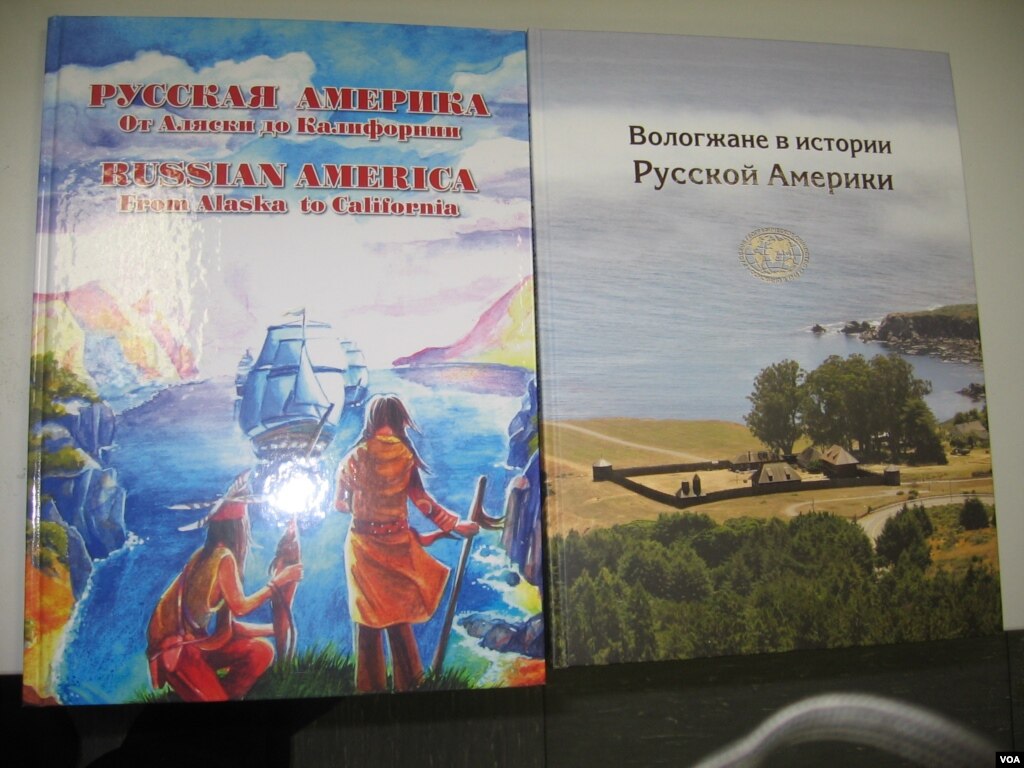 РУССКАЯ АМЕРИКА
От Аляски до Калифорнии
RUSSIAN AMERICA
From Alaska to California
Вологжане в истории
Русской Америки
VOA